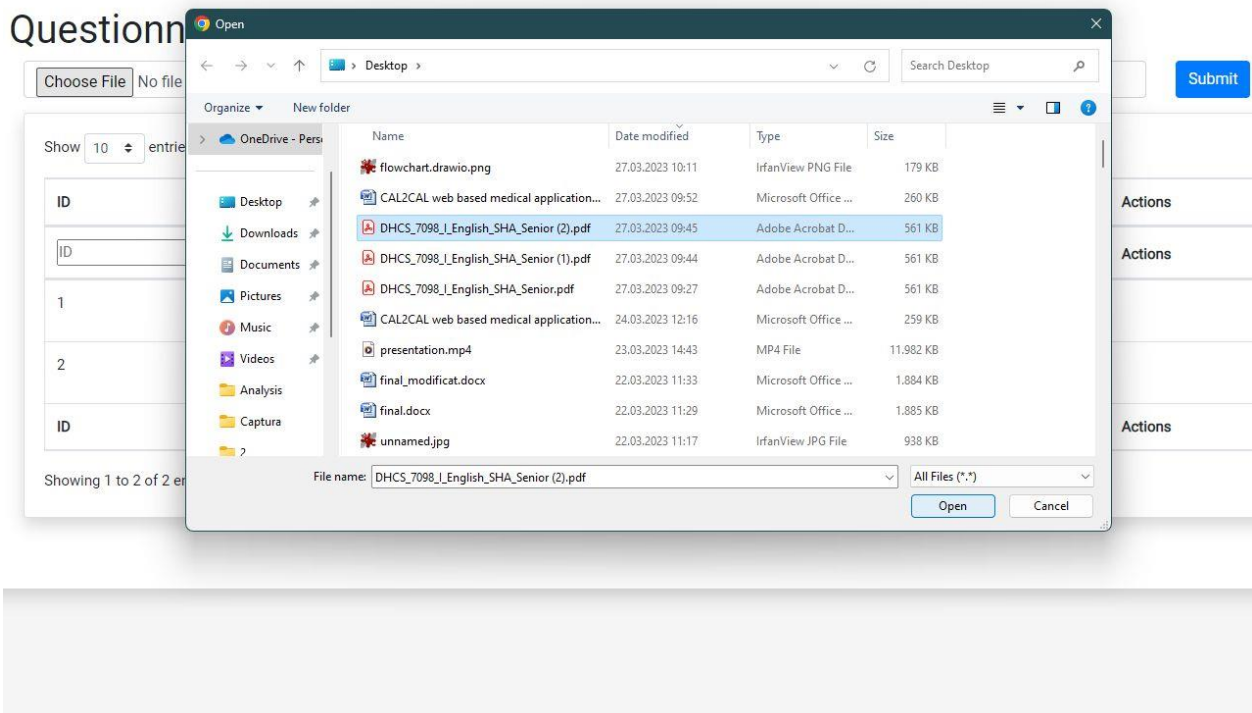 Questionn
Open
Choose File No file
Desktop
Search Desktop
Submit
Organize New folder
Show 10 entrie
OneDrive - Pers
Name Date modified Type Size
flowchart.drawio.png 27.03.2023 10:11 IrfanView PNG File 179 KB
ID Desktop CAL2CAL web based medical application... 27.03.2023 09:52 Microsoft Office ... 260 KB Actions
Downloads DHCS_7098_I_English_SHA_Senior (2).pdf 27.03.2023 09:45 Adobe Acrobat D... 561 KB
ID Documents DHCS_7098_I_English_SHA_Senior (1).pdf 27.03.2023 09:44 Adobe Acrobat D... 561 KB Actions
1 Pictures DHCS_7098_I_English_SHA_Senior.pdf 27.03.2023 09:27 Adobe Acrobat D... 561 KB
Music CAL2CAL web based medical application... 24.03.2023 12:16 Microsoft Office ... 259 KB
2 Videos presentation.mp4 23.03.2023 14:43 MP4 File 11.982 KB
Analysis final_modificat.docx 22.03.2023 11:33 Microsoft Office ... 1.884 KB
ID Captura final.docx 22.03.2023 11:29 Microsoft Office ... 1.885 KB Actions
2 unnamed.jpg 22.03.2023 11:17 IrfanView JPG File 938 KB
Showing 1 to 2 of 2 er
File name: DHCS_7098_I_English_SHA_Senior (2).pdf All Files (*.*)
Open Cancel